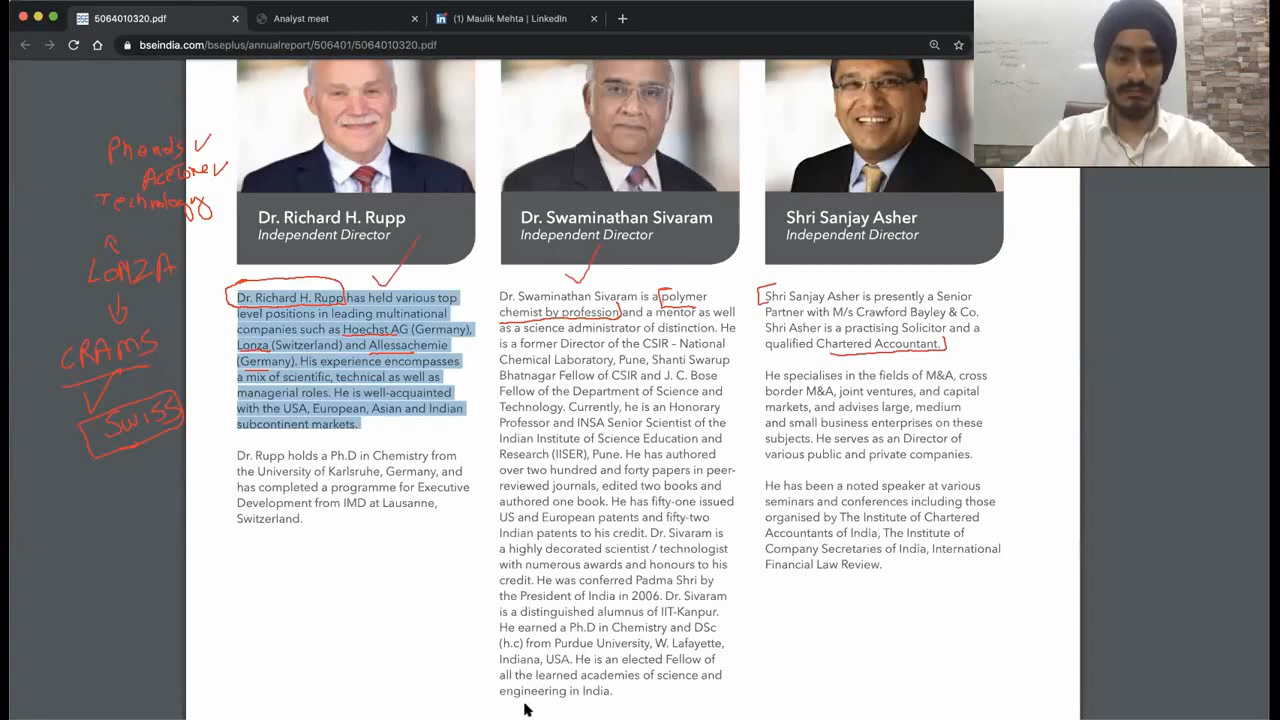 5064010320.pdf
Analyst meet
(1) Maulik Mehta | LinkedIn
bseindia.com/bseplus/annualreport/506401/5064010320.pdf
Phenols
Acetone
Technology
LONZA
CRAMS
SWISS
Dr. Richard H. Rupp
Independent Director
Dr. Richard H. Rupp has held various top
level positions in leading multinational
companies such as Hoechst AG (Germany),
Lonza (Switzerland) and Allessachemie
(Germany). His experience encompasses
a mix of scientific, technical as well as
managerial roles. He is well-acquainted
with the USA, European, Asian and Indian
subcontinent markets.
Dr. Rupp holds a Ph.D in Chemistry from
the University of Karlsruhe, Germany, and
has completed a programme for Executive
Development from IMD at Lausanne,
Switzerland.
Dr. Swaminathan Sivaram
Independent Director
Dr. Swaminathan Sivaram is a polymer
chemist by profession and a mentor as well
as a science administrator of distinction. He
is a former Director of the CSIR – National
Chemical Laboratory, Pune, Shanti Swarup
Bhatnagar Fellow of CSIR and J. C. Bose
Fellow of the Department of Science and
Technology. Currently, he is an Honorary
Professor and INSA Senior Scientist of the
Indian Institute of Science Education and
Research (IISER), Pune. He has authored
over two hundred and forty papers in peer-
reviewed journals, edited two books and
authored one book. He has fifty-one issued
US and European patents and fifty-two
Indian patents to his credit. Dr. Sivaram is
a highly decorated scientist / technologist
with numerous awards and honours to his
credit. He was conferred Padma Shri by
the President of India in 2006. Dr. Sivaram
is a distinguished alumnus of IIT-Kanpur.
He earned a Ph.D in Chemistry and DSc
(h.c) from Purdue University, W. Lafayette,
Indiana, USA. He is an elected Fellow of
all the learned academies of science and
engineering in India.
Shri Sanjay Asher
Independent Director
Shri Sanjay Asher is presently a Senior
Partner with M/s Crawford Bayley & Co.
Shri Asher is a practising Solicitor and a
qualified Chartered Accountant.
He specialises in the fields of M&A, cross
border M&A, joint ventures, and capital
markets, and advises large, medium
and small business enterprises on these
subjects. He serves as an Director of
various public and private companies.
He has been a noted speaker at various
seminars and conferences including those
organised by The Institute of Chartered
Accountants of India, The Institute of
Company Secretaries of India, International
Financial Law Review.